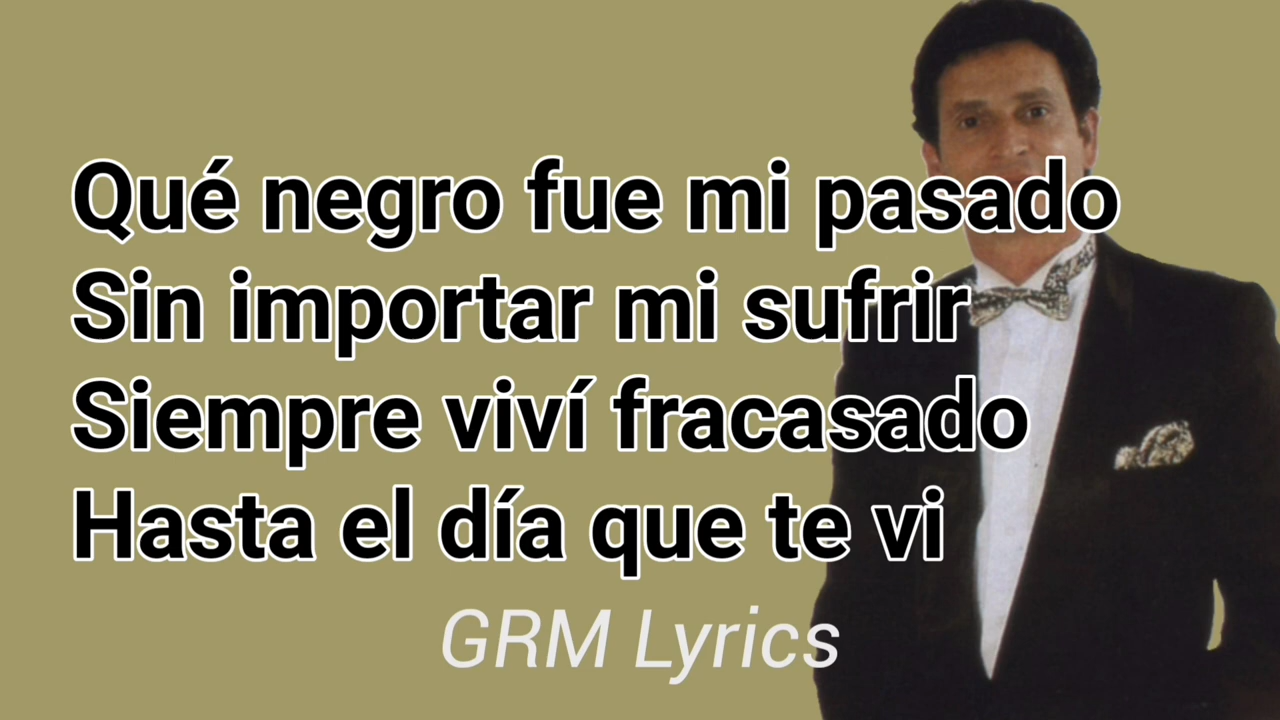 Qué negro fue mi pasado
Sin importar mi sufrir
Siempre viví fracasado
Hasta el día que te vi
GRM Lyrics